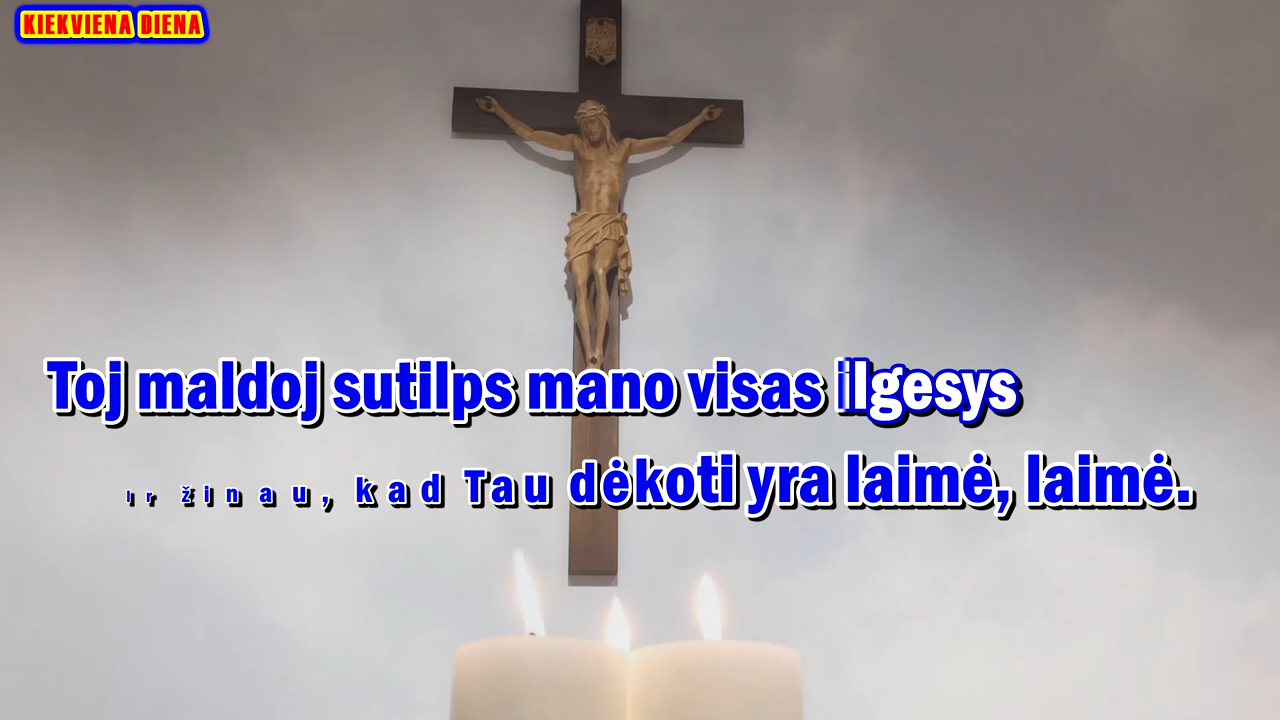 KIEKVIENA DIENA
Toj maldoj sutilps mano visas ilgesys
ir žinau, kad Tau dėkoti yra laimė, laimė.